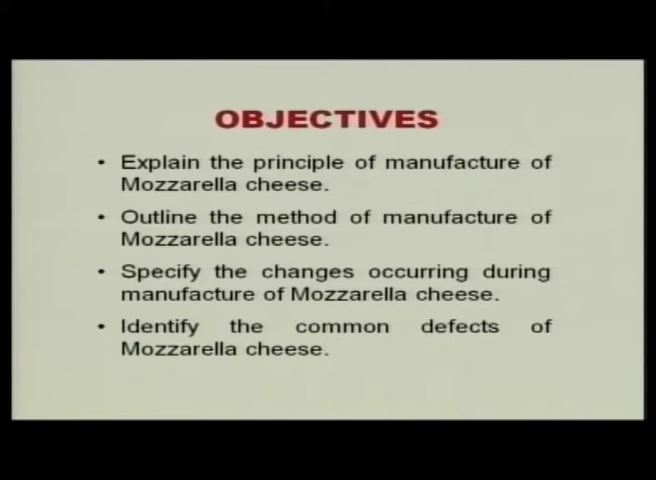 OBJECTIVES
• Explain the principle of manufacture of
Mozzarella cheese.
• Outline the method of manufacture of
Mozzarella cheese.
• Specify the changes occurring during
manufacture of Mozzarella cheese.
• Identify the common defects of
Mozzarella cheese.